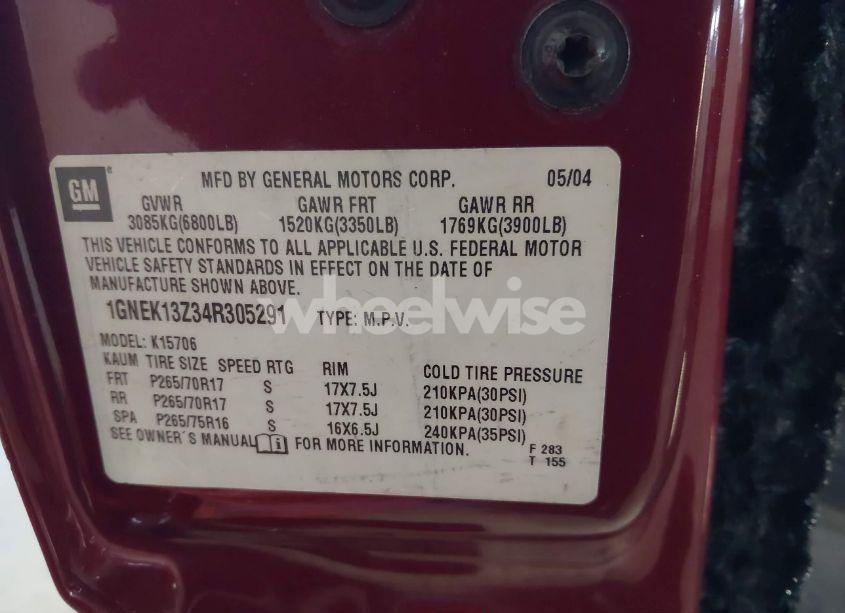 GM
MFD BY GENERAL MOTORS CORP. 05/04
GVWR GAWR FRT GAWR RR
3085KG(6800LB) 1520KG(3350LB) 1769KG(3900LB)
THIS VEHICLE CONFORMS TO ALL APPLICABLE U.S. FEDERAL MOTOR
VEHICLE SAFETY STANDARDS IN EFFECT ON THE DATE OF
MANUFACTURE SHOWN ABOVE.
1GNEK13Z34R305291 TYPE: M.P.V.
wheelwise
MODEL: K15706
KAUM TIRE SIZE SPEED RTG RIM COLD TIRE PRESSURE
FRT P265/70R17 S 17X7.5J 210KPA(30PSI)
RR P265/70R17 S 17X7.5J 210KPA(30PSI)
SPA P265/75R16 S 16X6.5J 240KPA(35PSI)
SEE OWNER'S MANUAL FOR MORE INFORMATION.
F 283
T 155